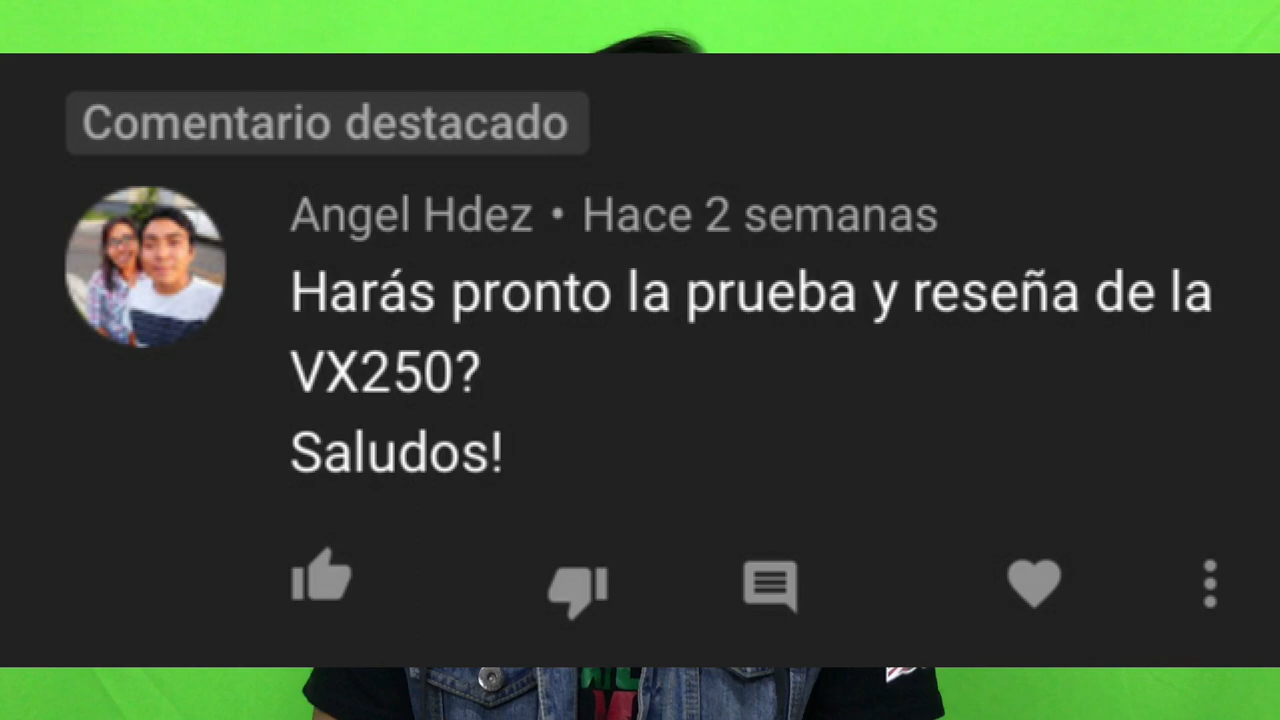 Comentario destacado
Angel Hdez • Hace 2 semanas
Harás pronto la prueba y reseña de la
VX250?
Saludos!